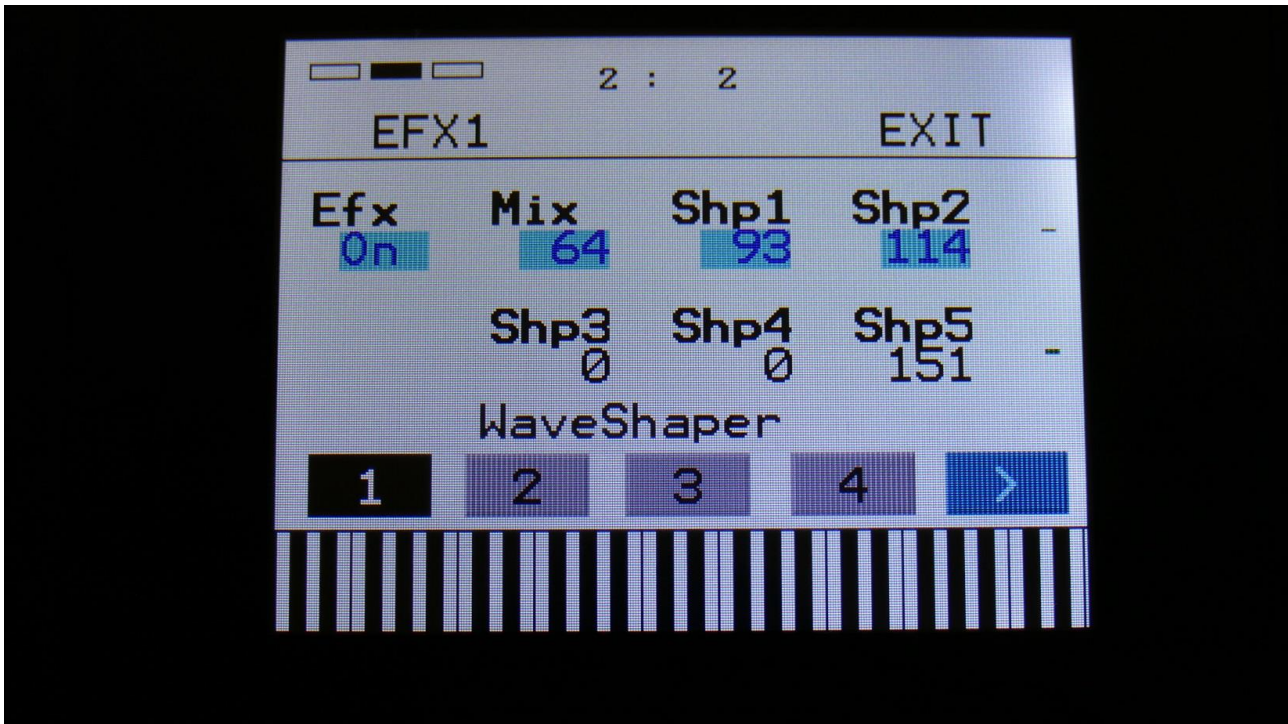 2 : 2
EFX1 EXIT
Efx Mix Shp1 Shp2 -
On 64 93 114
Shp3 Shp4 Shp5 -
0 0 151
WaveShaper
1 2 3 4 >